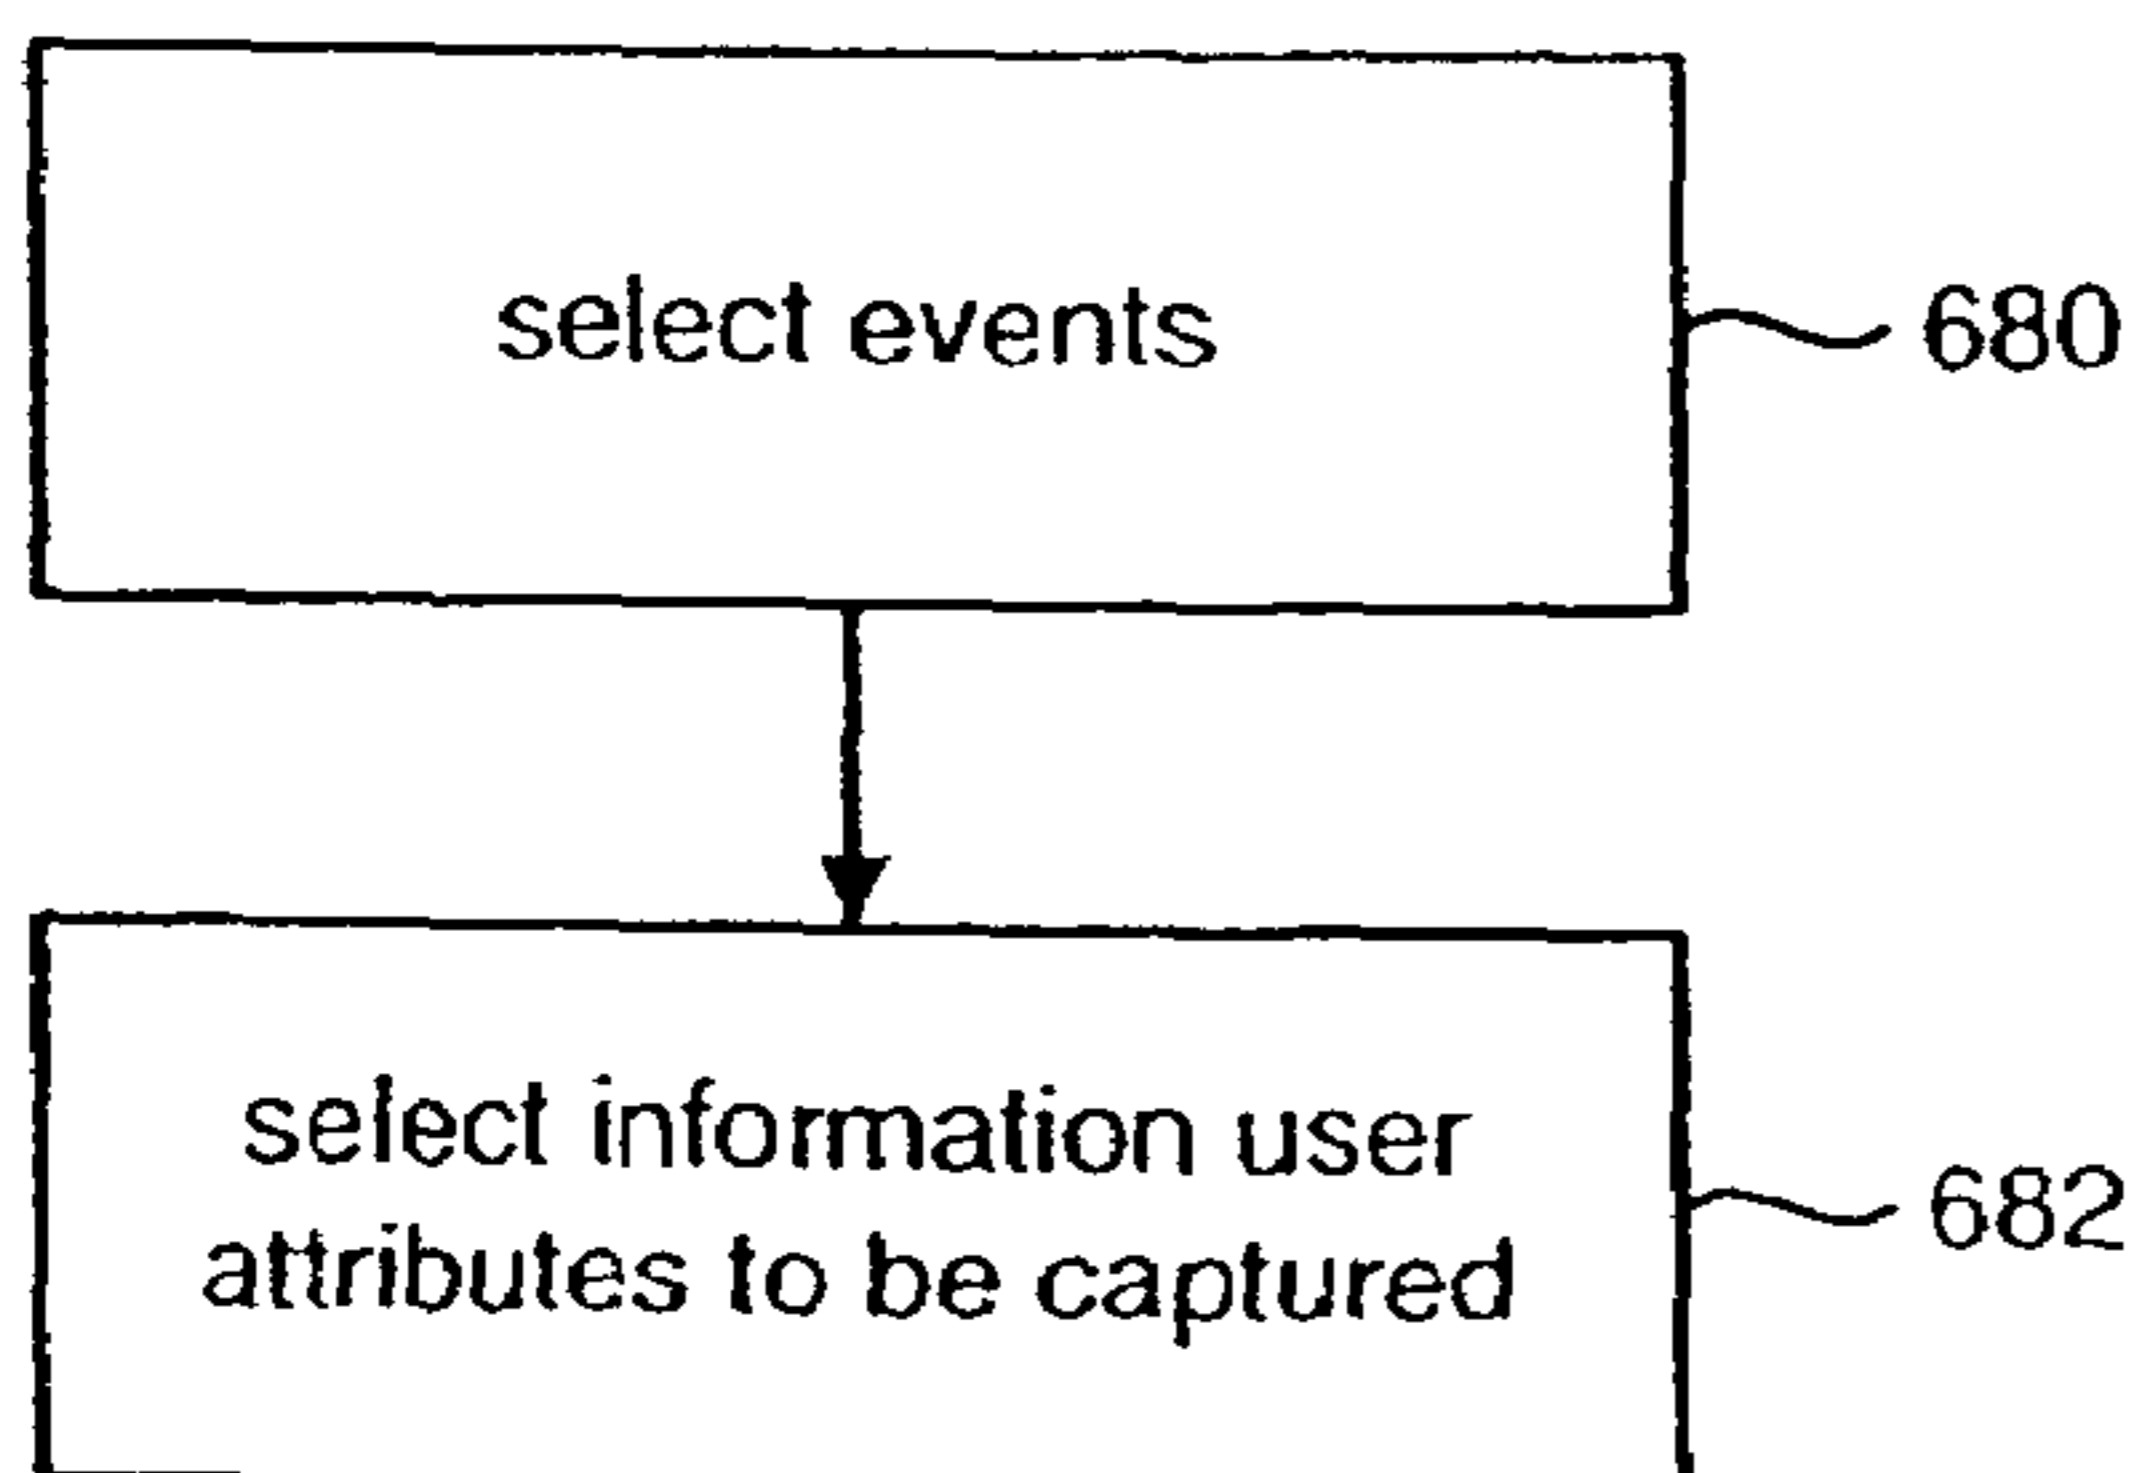 select events
680
select information user
attributes to be captured
682